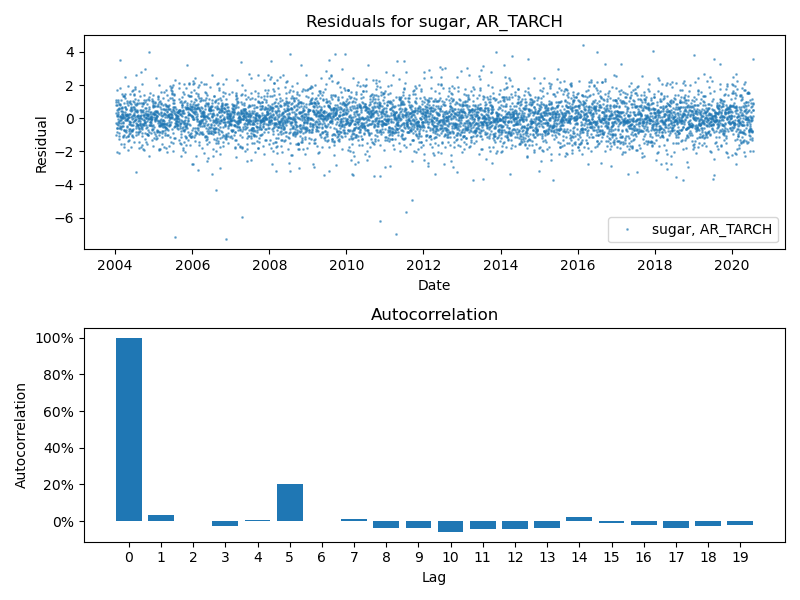 Residuals for sugar, AR_TARCH
Residual
4
2
0
−2
−4
−6
sugar, AR_TARCH
2004 2006 2008 2010 2012 2014 2016 2018 2020
Date
Autocorrelation
Autocorrelation
100%
80%
60%
40%
20%
0%
0 1 2 3 4 5 6 7 8 9 10 11 12 13 14 15 16 17 18 19
Lag